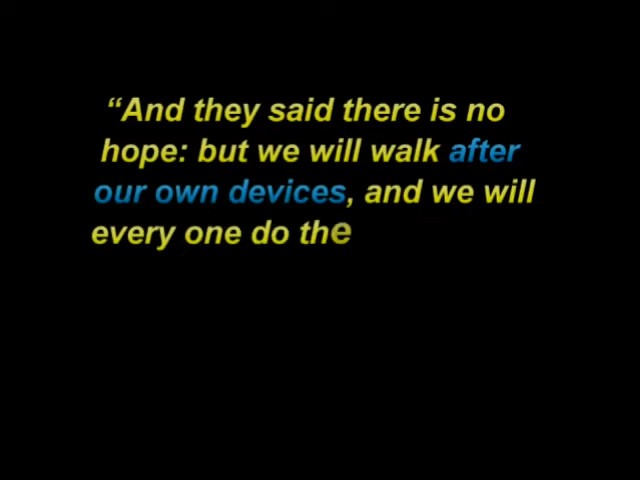 “And they said there is no
hope: but we will walk after
our own devices, and we will
every one do the